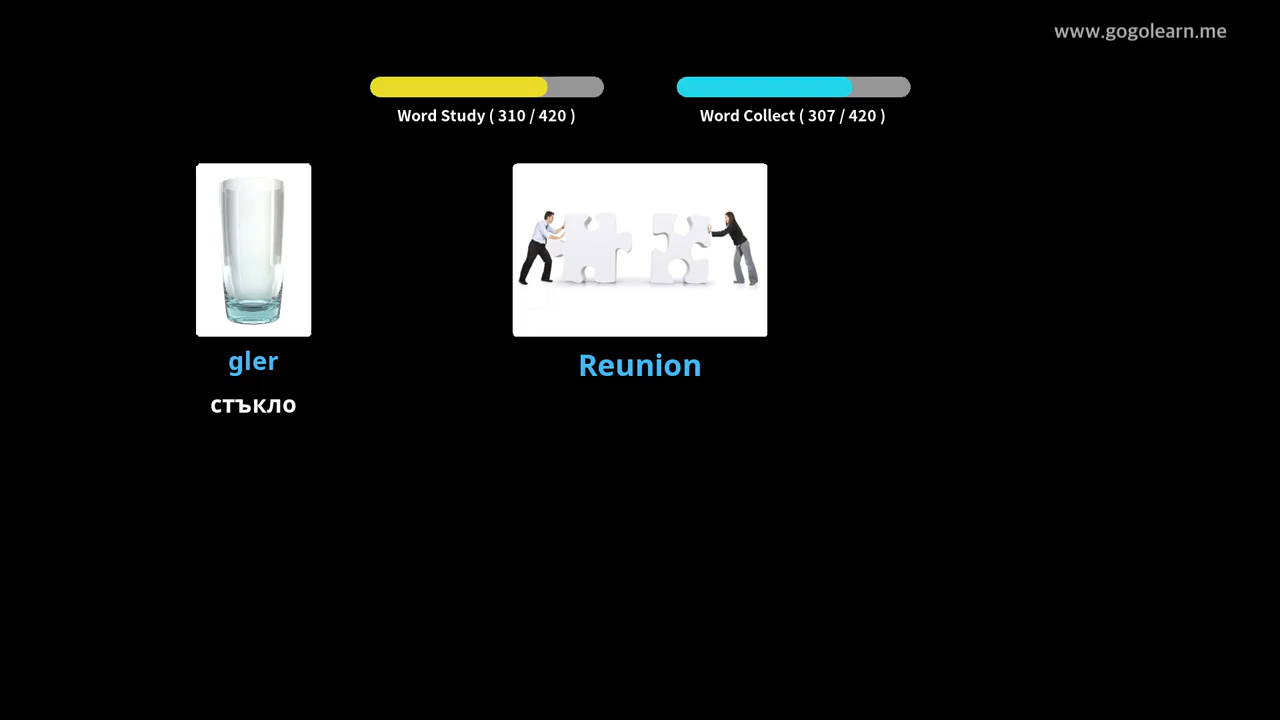 www.gogolearn.me
Word Study ( 310 / 420 )
Word Collect ( 307 / 420 )
gler
стъкло
Reunion